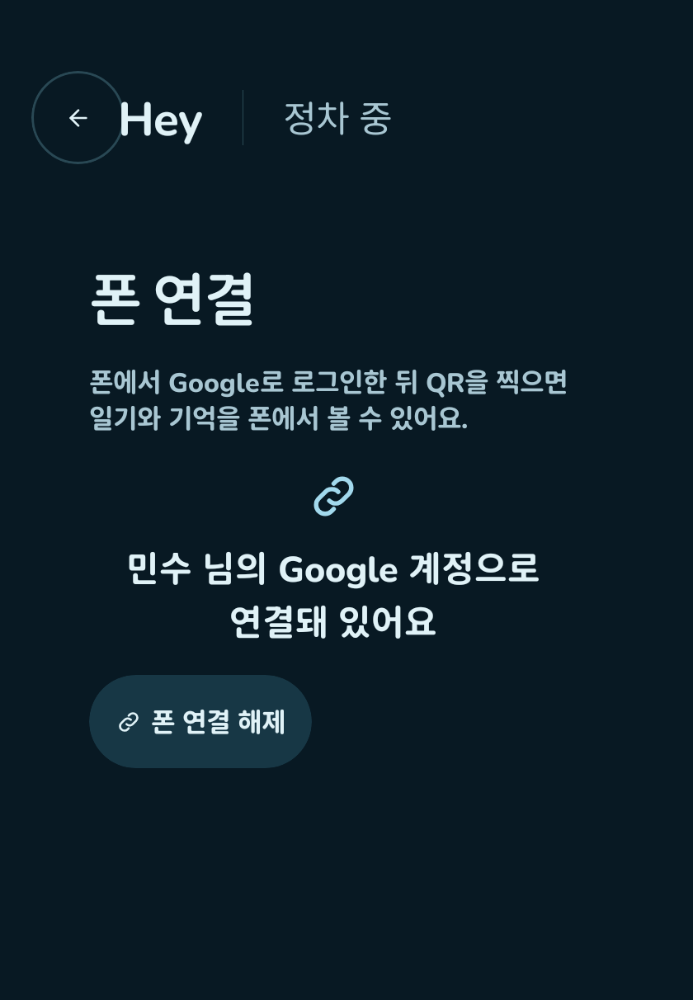 Hey
정차 중
폰 연결
폰에서 Google로 로그인한 뒤 QR을 찍으면
일기와 기억을 폰에서 볼 수 있어요.
민수 님의 Google 계정으로
연결돼 있어요
폰 연결 해제